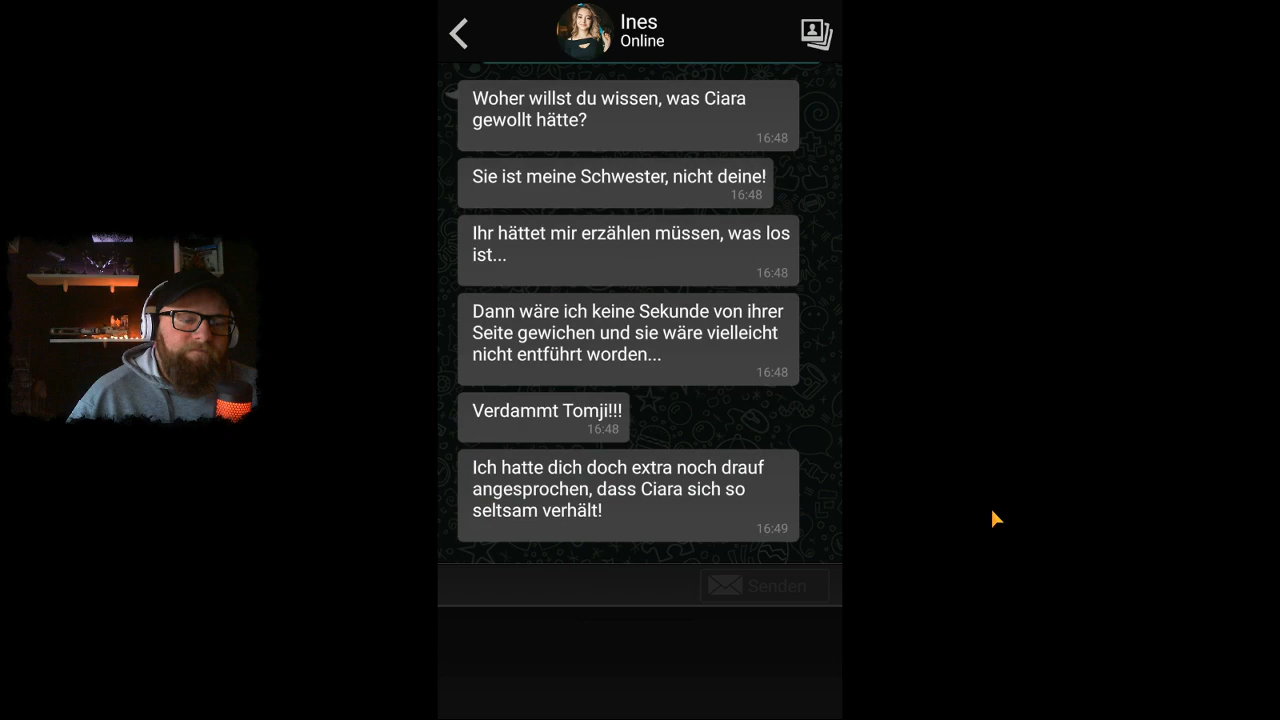 Ines
Online
Woher willst du wissen, was Ciara
gewollt hätte?
16:48
Sie ist meine Schwester, nicht deine!
16:48
Ihr hättet mir erzählen müssen, was los
ist...
16:48
Dann wäre ich keine Sekunde von ihrer
Seite gewichen und sie wäre vielleicht
nicht entführt worden...
16:48
Verdammt Tomji!!!
16:48
Ich hatte dich doch extra noch drauf
angesprochen, dass Ciara sich so
seltsam verhält!
16:49
Senden